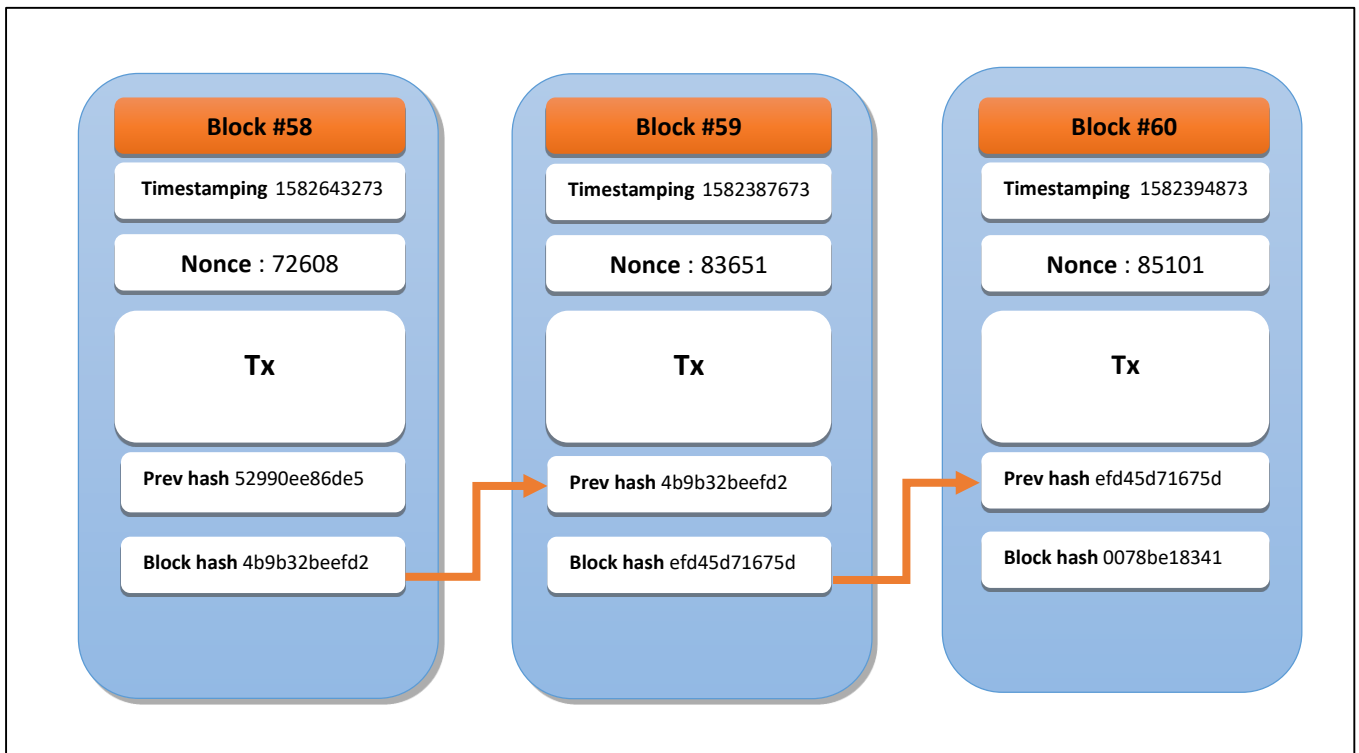 Block #58
Timestamping 1582643273
Nonce : 72608
Tx
Prev hash 52990ee86de5
Block hash 4b9b32beefd2
Block #59
Timestamping 1582387673
Nonce : 83651
Tx
Prev hash 4b9b32beefd2
Block hash efd45d71675d
Block #60
Timestamping 1582394873
Nonce : 85101
Tx
Prev hash efd45d71675d
Block hash 0078be18341